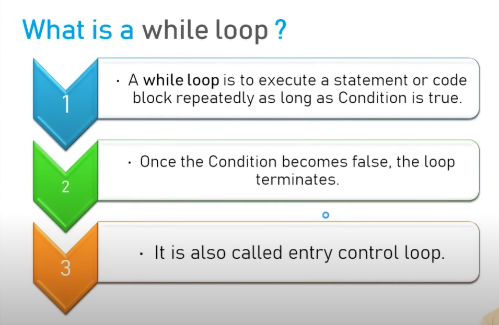 What is a while loop ?
1
· A while loop is to execute a statement or code
block repeatedly as long as Condition is true.
2
· Once the Condition becomes false, the loop
terminates.
3
· It is also called entry control loop.